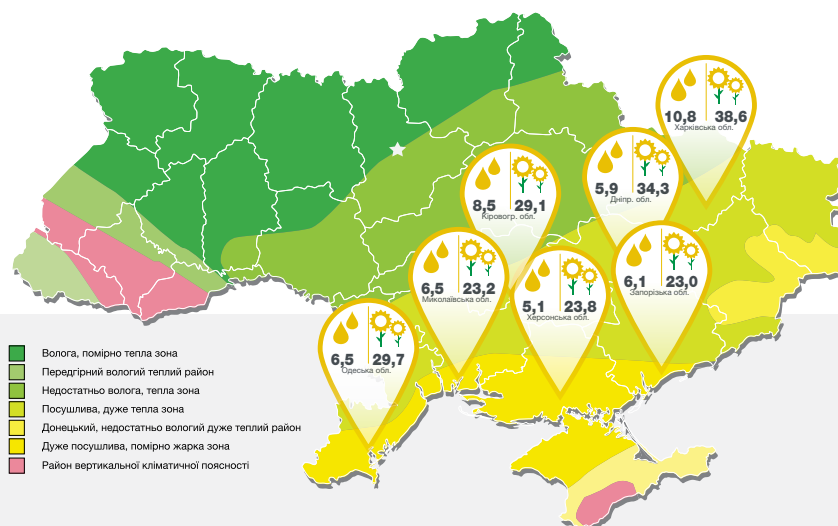 10,8 38,6
Харківська обл.
5,9 34,3
Дніпр. обл.
8,5 29,1
Кіровогр. обл.
6,5 23,2
Миколаївська обл.
5,1 23,8
Херсонська обл.
6,1 23,0
Запорізька обл.
6,5 29,7
Одеська обл.
Волога, помірно тепла зона
Передгірний вологий теплий район
Недостатньо волога, тепла зона
Посушлива, дуже тепла зона
Донецький, недостатньо вологий дуже теплий район
Дуже посушлива, помірно жарка зона
Район вертикальної кліматичної поясності